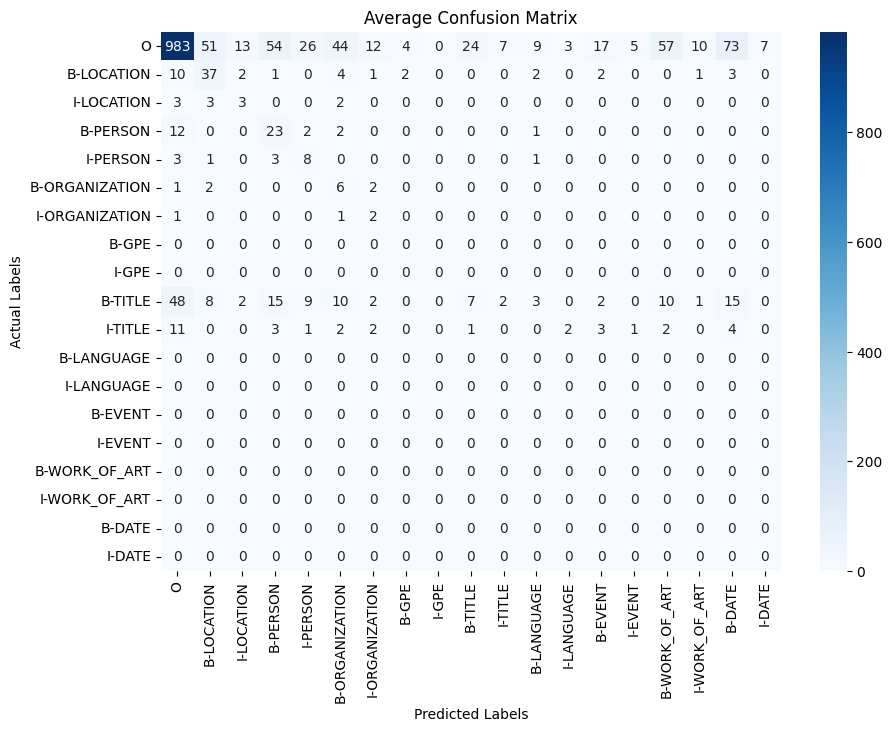 Average Confusion Matrix
Actual Labels
O 983 51 13 54 26 44 12 4 0 24 7 9 3 17 5 57 10 73 7
B-LOCATION 10 37 2 1 0 4 1 2 0 0 0 2 0 2 0 0 1 3 0
I-LOCATION 3 3 3 0 0 2 0 0 0 0 0 0 0 0 0 0 0 0 0
B-PERSON 12 0 0 23 2 2 0 0 0 0 0 1 0 0 0 0 0 0 0
I-PERSON 3 1 0 3 8 0 0 0 0 0 0 1 0 0 0 0 0 0 0
B-ORGANIZATION 1 2 0 0 0 6 2 0 0 0 0 0 0 0 0 0 0 0 0
I-ORGANIZATION 1 0 0 0 0 1 2 0 0 0 0 0 0 0 0 0 0 0 0
B-GPE 0 0 0 0 0 0 0 0 0 0 0 0 0 0 0 0 0 0 0
I-GPE 0 0 0 0 0 0 0 0 0 0 0 0 0 0 0 0 0 0 0
B-TITLE 48 8 2 15 9 10 2 0 0 7 2 3 0 2 0 10 1 15 0
I-TITLE 11 0 0 3 1 2 2 0 0 1 0 0 2 3 1 2 0 4 0
B-LANGUAGE 0 0 0 0 0 0 0 0 0 0 0 0 0 0 0 0 0 0 0
I-LANGUAGE 0 0 0 0 0 0 0 0 0 0 0 0 0 0 0 0 0 0 0
B-EVENT 0 0 0 0 0 0 0 0 0 0 0 0 0 0 0 0 0 0 0
I-EVENT 0 0 0 0 0 0 0 0 0 0 0 0 0 0 0 0 0 0 0
B-WORK_OF_ART 0 0 0 0 0 0 0 0 0 0 0 0 0 0 0 0 0 0 0
I-WORK_OF_ART 0 0 0 0 0 0 0 0 0 0 0 0 0 0 0 0 0 0 0
B-DATE 0 0 0 0 0 0 0 0 0 0 0 0 0 0 0 0 0 0 0
I-DATE 0 0 0 0 0 0 0 0 0 0 0 0 0 0 0 0 0 0 0
O
B-LOCATION
I-LOCATION
B-PERSON
I-PERSON
B-ORGANIZATION
I-ORGANIZATION
B-GPE
I-GPE
B-TITLE
I-TITLE
B-LANGUAGE
I-LANGUAGE
B-EVENT
I-EVENT
B-WORK_OF_ART
I-WORK_OF_ART
B-DATE
I-DATE
Predicted Labels
800
600
400
200
0